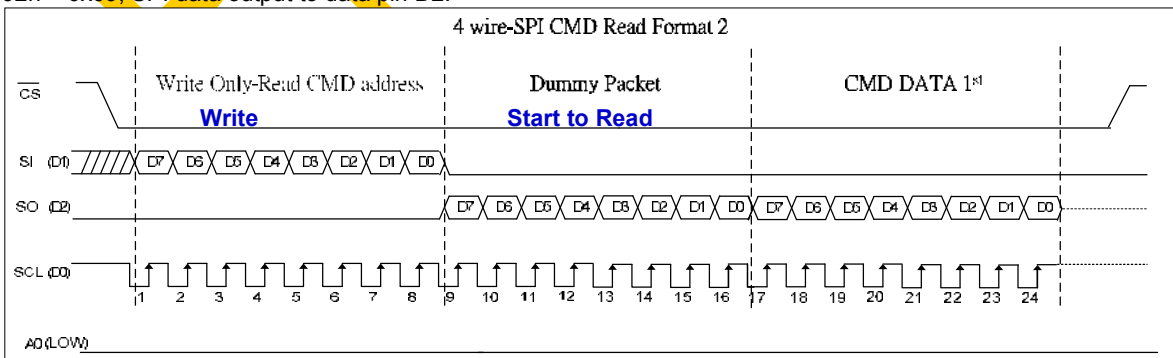 4 wire-SPI CMD Read Format 2
Write Only-Read CMD address Dummy Packet CMD DATA 1st
CS
Write Start to Read
SI (D1) D7 D6 D5 D4 D3 D2 D1 D0
SO (D2) D7 D6 D5 D4 D3 D2 D1 D0 D7 D6 D5 D4 D3 D2 D1 D0
SCL (D0)
1 2 3 4 5 6 7 8 9 10 11 12 13 14 15 16 17 18 19 20 21 22 23 24
A0 (LOW)